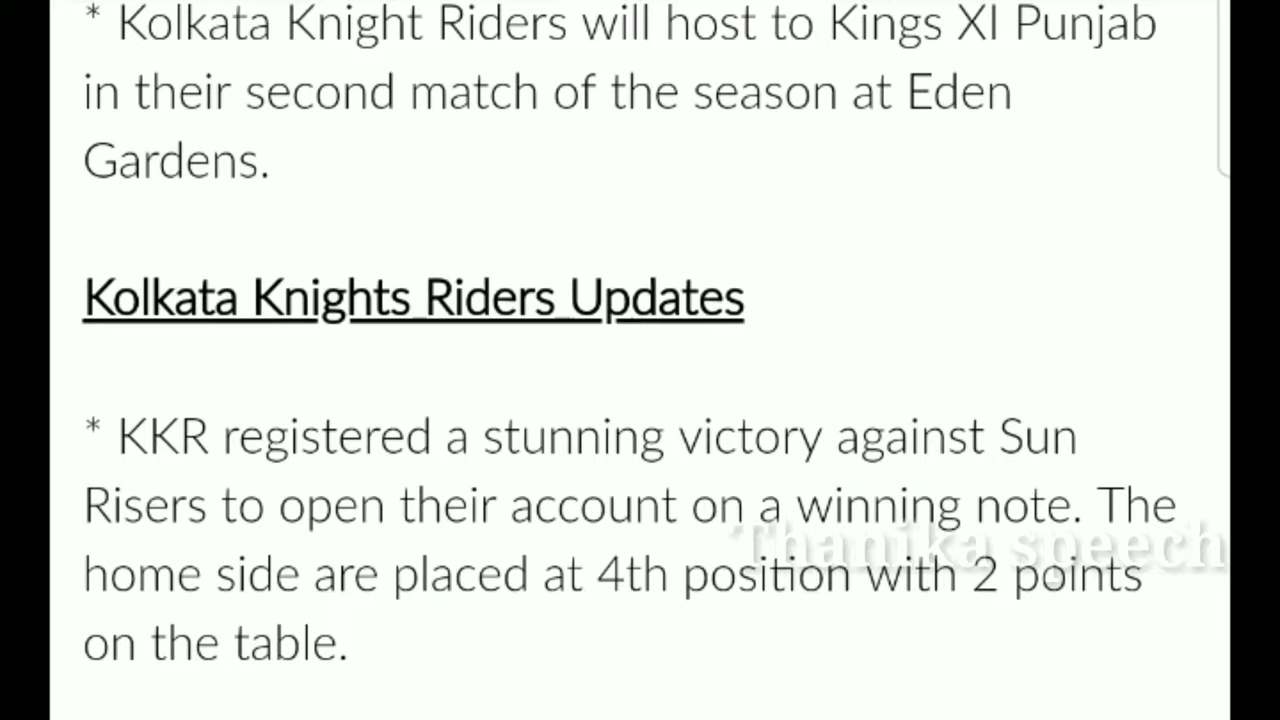 * Kolkata Knight Riders will host to Kings XI Punjab
in their second match of the season at Eden
Gardens.
Kolkata Knights Riders Updates
* KKR registered a stunning victory against Sun
Risers to open their account on a winning note. The
Thanika speech
home side are placed at 4th position with 2 points
on the table.